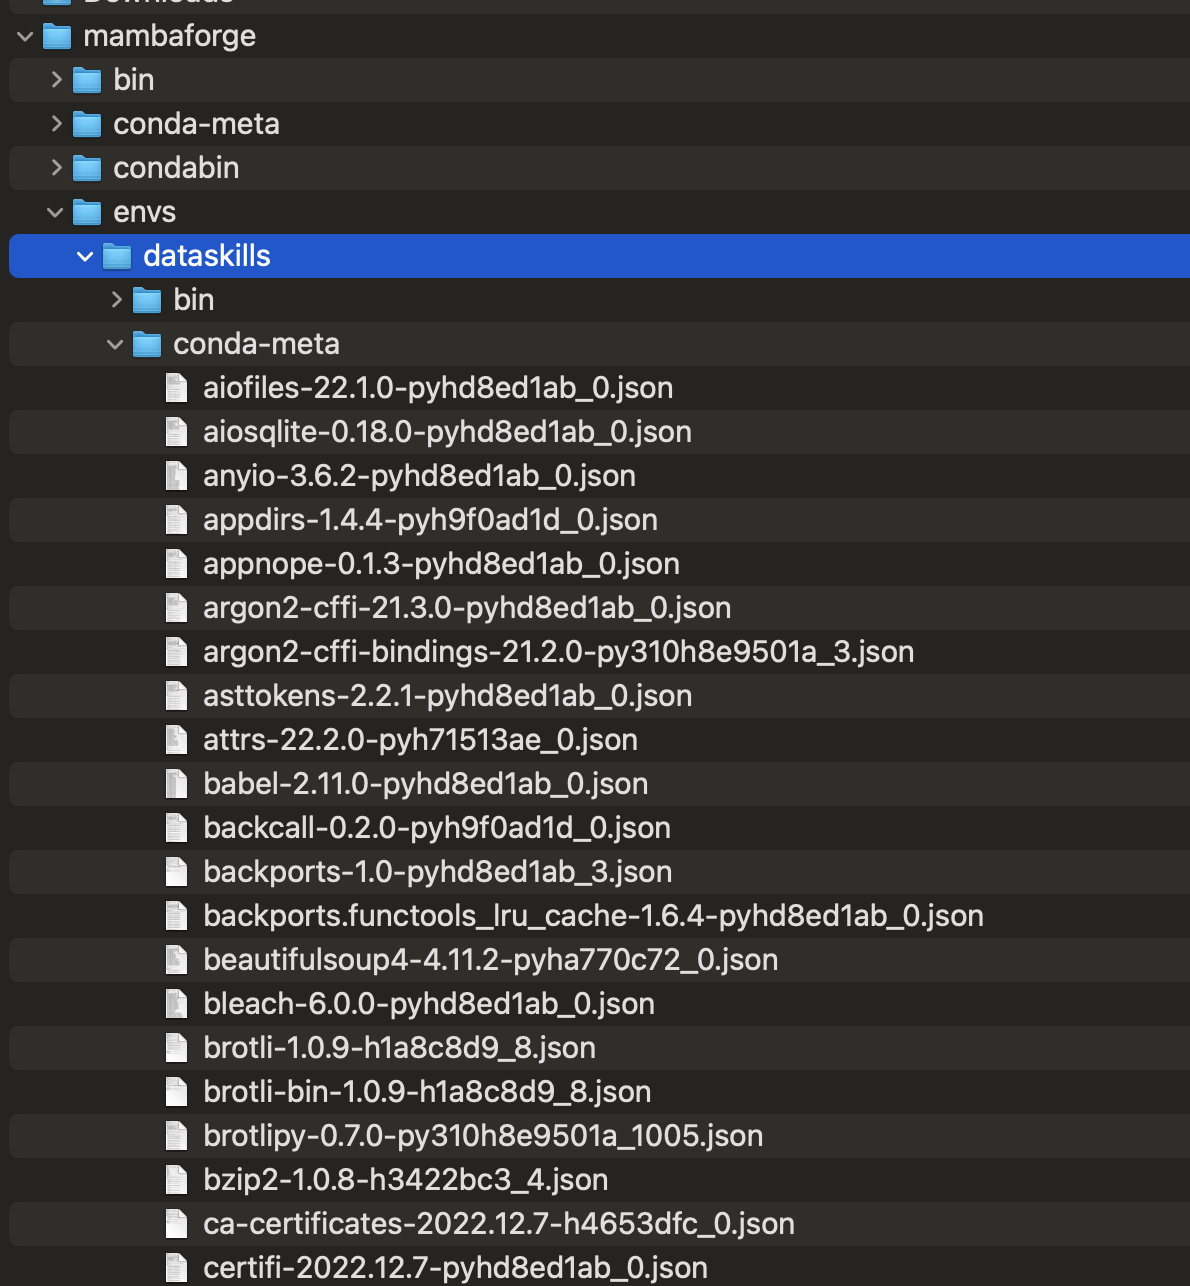 Downloads
mambaforge
bin
conda-meta
condabin
envs
dataskills
bin
conda-meta
aiofiles-22.1.0-pyhd8ed1ab_0.json
aiosqlite-0.18.0-pyhd8ed1ab_0.json
anyio-3.6.2-pyhd8ed1ab_0.json
appdirs-1.4.4-pyh9f0ad1d_0.json
appnope-0.1.3-pyhd8ed1ab_0.json
argon2-cffi-21.3.0-pyhd8ed1ab_0.json
argon2-cffi-bindings-21.2.0-py310h8e9501a_3.json
asttokens-2.2.1-pyhd8ed1ab_0.json
attrs-22.2.0-pyh71513ae_0.json
babel-2.11.0-pyhd8ed1ab_0.json
backcall-0.2.0-pyh9f0ad1d_0.json
backports-1.0-pyhd8ed1ab_3.json
backports.functools_lru_cache-1.6.4-pyhd8ed1ab_0.json
beautifulsoup4-4.11.2-pyha770c72_0.json
bleach-6.0.0-pyhd8ed1ab_0.json
brotli-1.0.9-h1a8c8d9_8.json
brotli-bin-1.0.9-h1a8c8d9_8.json
brotlipy-0.7.0-py310h8e9501a_1005.json
bzip2-1.0.8-h3422bc3_4.json
ca-certificates-2022.12.7-h4653dfc_0.json
certifi-2022.12.7-pyhd8ed1ab_0.json